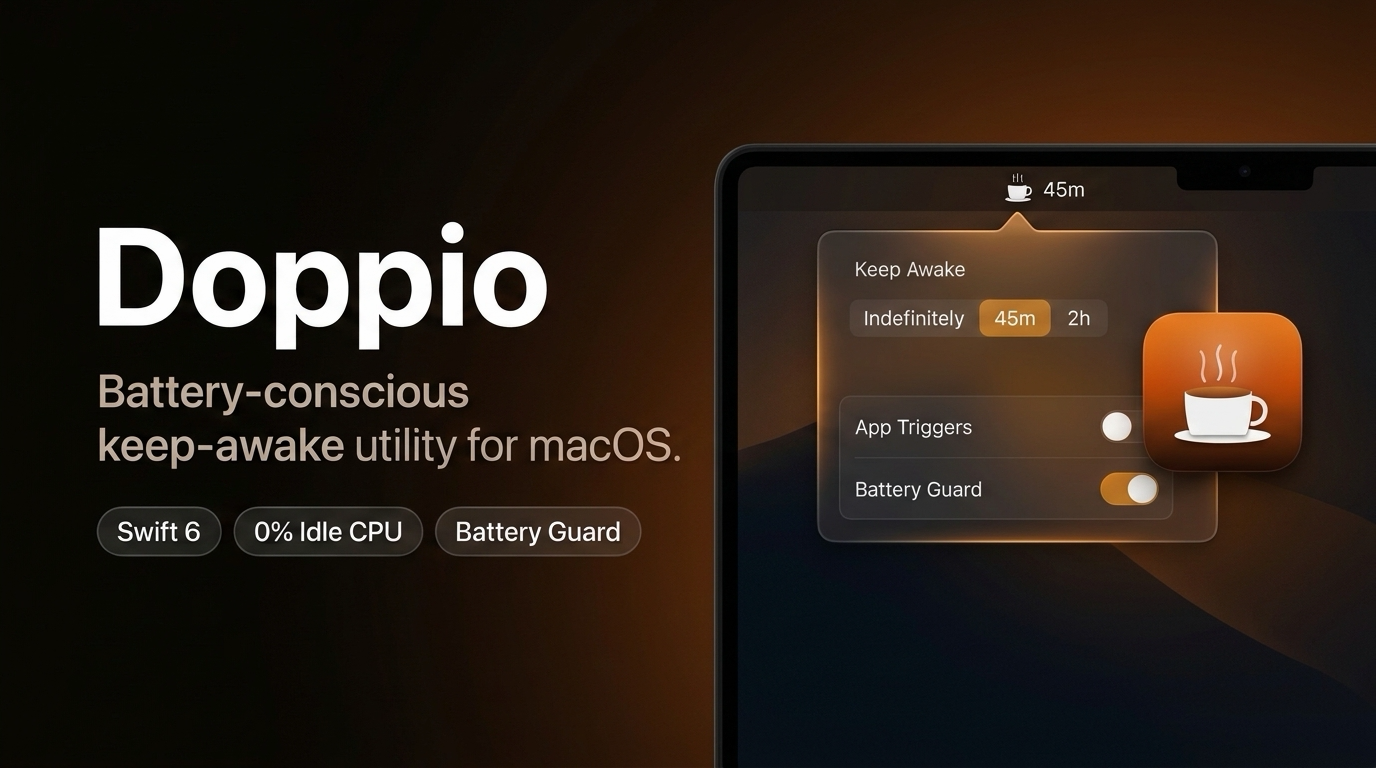 Doppio
Battery-conscious
keep-awake utility for macOS.
Swift 6
0% Idle CPU
Battery Guard
45m
Keep Awake
Indefinitely
45m
2h
App Triggers
Battery Guard